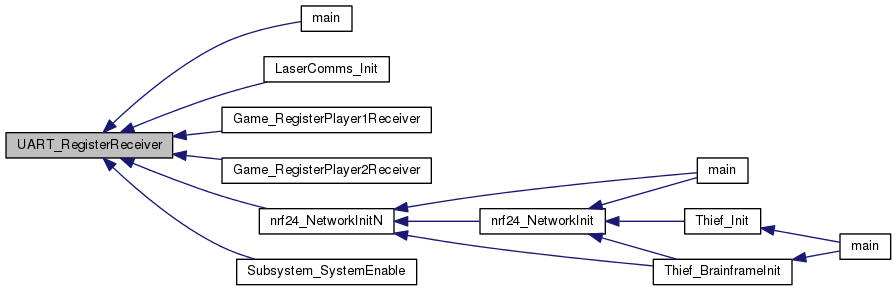 main
LaserComms_Init
Game_RegisterPlayer1Receiver
UART_RegisterReceiver
Game_RegisterPlayer2Receiver
main
nrf24_NetworkInitN
nrf24_NetworkInit
Thief_Init
main
Subsystem_SystemEnable
Thief_BrainframeInit